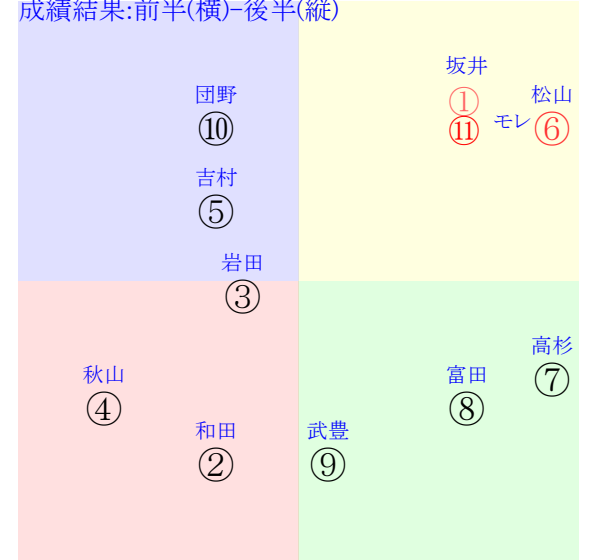 成績結果:前半(横)-後半(縦)
坂井
①
団野
松山
⑩
⑪
モレ
⑥
吉村
⑤
岩田
③
高杉
⑦
秋山
④
富田
⑧
和田
②
武豊
⑨